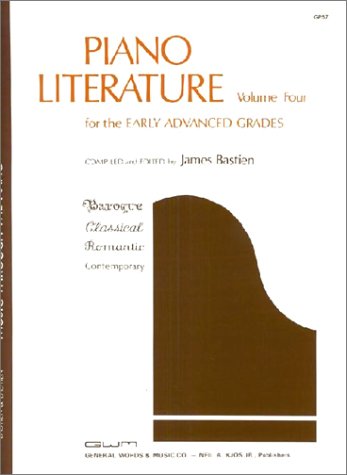 GP57
PIANO
LITERATURE Volume Four
for the EARLY ADVANCED GRADES
COMPILED and EDITED by James Bastien
Baroque
Classical
Romantic
Contemporary
GWM
GENERAL WORDS & MUSIC CO. — NEIL A. KJOS JR., Publishers